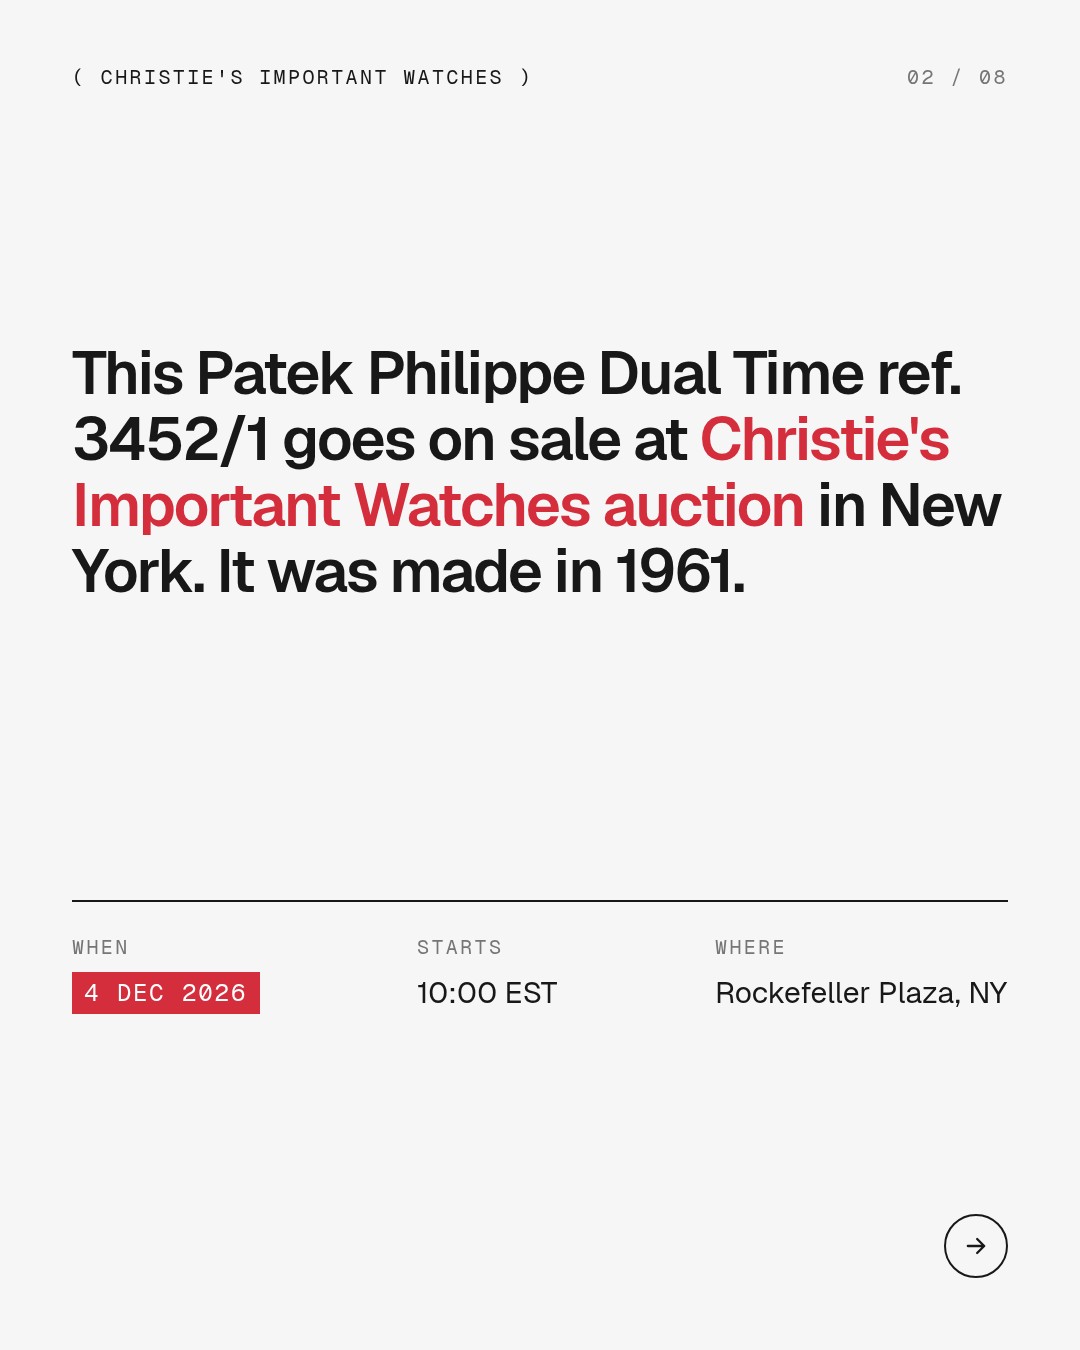 ( CHRISTIE'S IMPORTANT WATCHES )
02 / 08
This Patek Philippe Dual Time ref.
3452/1 goes on sale at Christie's
Important Watches auction in New
York. It was made in 1961.
WHEN
4 DEC 2026
STARTS
10:00 EST
WHERE
Rockefeller Plaza, NY